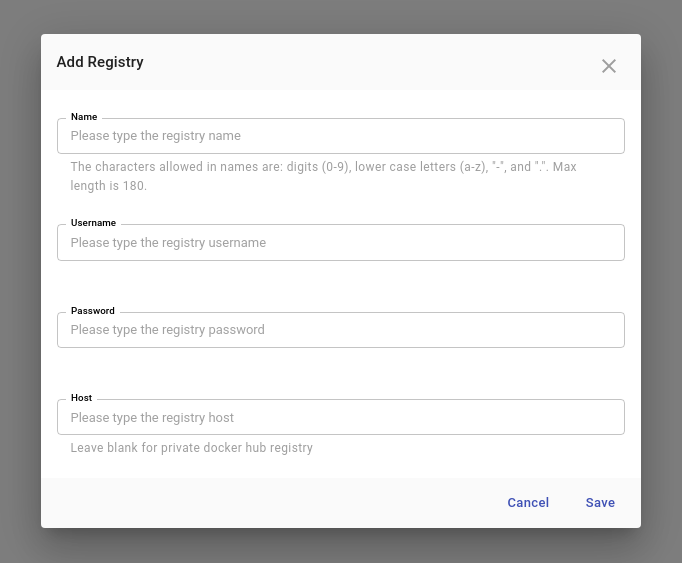 Add Registry
Name
Please type the registry name
The characters allowed in names are: digits (0-9), lower case letters (a-z), "-", and ".". Max
length is 180.
Username
Please type the registry username
Password
Please type the registry password
Host
Please type the registry host
Leave blank for private docker hub registry
Cancel Save